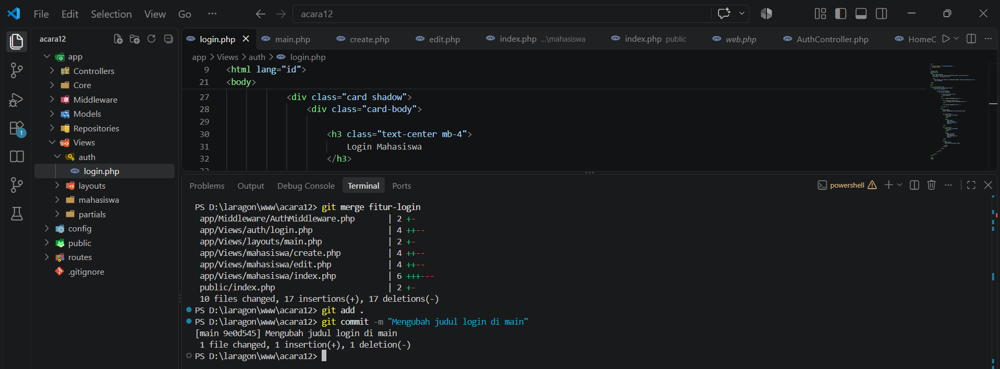 File Edit Selection View Go ··· acara12
acara12
app
Controllers
Core
Middleware
Models
Repositories
Views
auth
login.php
layouts
mahasiswa
partials
config
public
routes
.gitignore
1
login.php main.php create.php edit.php index.php ...\mahasiswa index.php public web.php AuthController.php HomeC
app > Views > auth > login.php
9 <html lang="id">
21 <body>
27 <div class="card shadow">
28 <div class="card-body">
29
30 <h3 class="text-center mb-4">
31 Login Mahasiswa
32 </h3>
Problems Output Debug Console Terminal Ports powershell
PS D:\laragon\www\acara12> git merge fitur-login
app/Middleware/AuthMiddleware.php | 2 +-
app/Views/auth/login.php | 4 ++--
app/Views/layouts/main.php | 2 +-
app/Views/mahasiswa/create.php | 4 ++--
app/Views/mahasiswa/edit.php | 4 ++--
app/Views/mahasiswa/index.php | 6 +++---
public/index.php | 2 +-
10 files changed, 17 insertions(+), 17 deletions(-)
PS D:\laragon\www\acara12> git add .
PS D:\laragon\www\acara12> git commit -m "Mengubah judul login di main"
[main 9e0d545] Mengubah judul login di main
1 file changed, 1 insertion(+), 1 deletion(-)
PS D:\laragon\www\acara12>